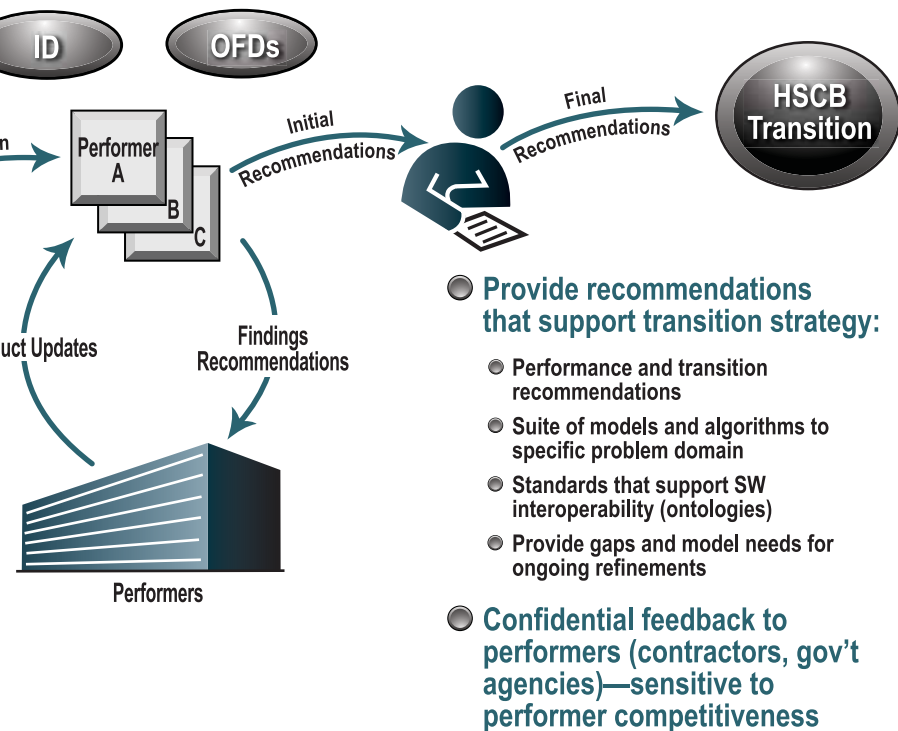 ID
OFDs
Initial
Recommendations
Final
Recommendations
HSCB
Transition
n
Performer
A
B
C
uct Updates
Findings
Recommendations
Performers
Provide recommendations
that support transition strategy:
Performance and transition
recommendations
Suite of models and algorithms to
specific problem domain
Standards that support SW
interoperability (ontologies)
Provide gaps and model needs for
ongoing refinements
Confidential feedback to
performers (contractors, gov’t
agencies)—sensitive to
performer competitiveness